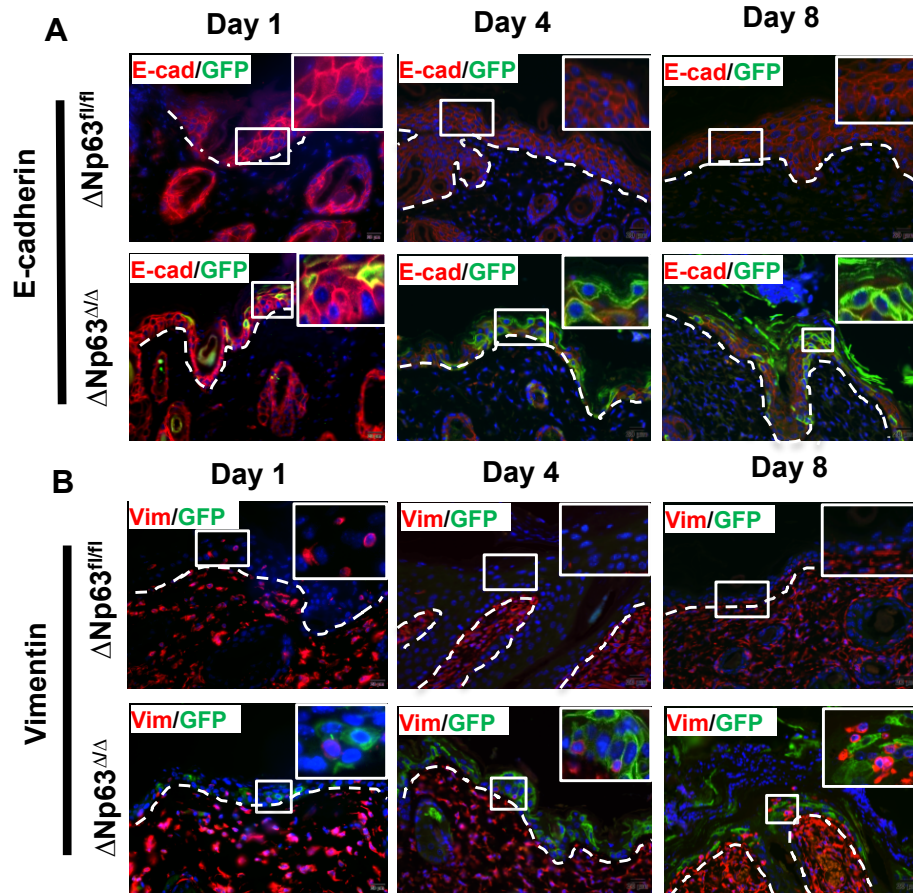 A
Day 1
Day 4
Day 8
E-cadherin
ΔNp63fl/fl
E-cad/GFP
E-cad/GFP
E-cad/GFP
ΔNp63Δ/Δ
E-cad/GFP
E-cad/GFP
E-cad/GFP
B
Day 1
Day 4
Day 8
Vimentin
ΔNp63fl/fl
Vim/GFP
Vim/GFP
Vim/GFP
ΔNp63Δ/Δ
Vim/GFP
Vim/GFP
Vim/GFP